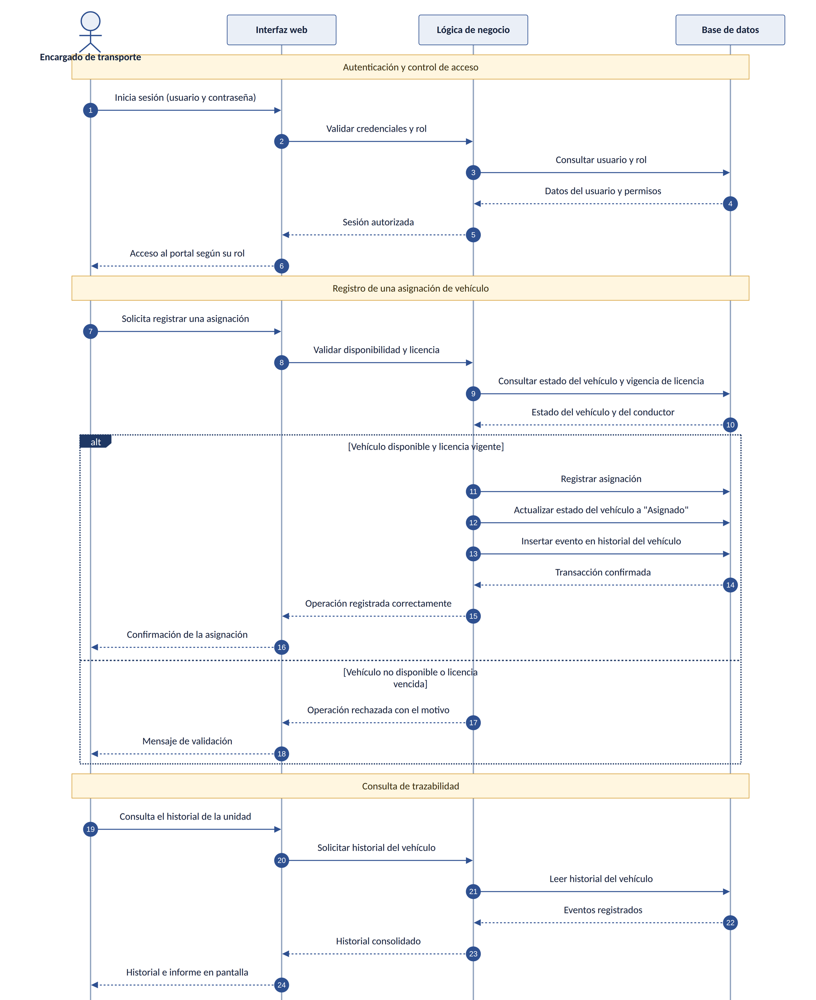 Encargado de transporte
Interfaz web
Lógica de negocio
Base de datos
Autenticación y control de acceso
Inicia sesión (usuario y contraseña)
1
Validar credenciales y rol
2
Consultar usuario y rol
3
Datos del usuario y permisos
4
Sesión autorizada
5
Acceso al portal según su rol
6
Registro de una asignación de vehículo
Solicita registrar una asignación
7
Validar disponibilidad y licencia
8
Consultar estado del vehículo y vigencia de licencia
9
Estado del vehículo y del conductor
10
alt
[Vehículo disponible y licencia vigente]
Registrar asignación
11
Actualizar estado del vehículo a "Asignado"
12
Insertar evento en historial del vehículo
13
Transacción confirmada
14
Operación registrada correctamente
15
Confirmación de la asignación
16
[Vehículo no disponible o licencia
vencida]
Operación rechazada con el motivo
17
Mensaje de validación
18
Consulta de trazabilidad
Consulta el historial de la unidad
19
Solicitar historial del vehículo
20
Leer historial del vehículo
21
Eventos registrados
22
Historial consolidado
23
Historial e informe en pantalla
24